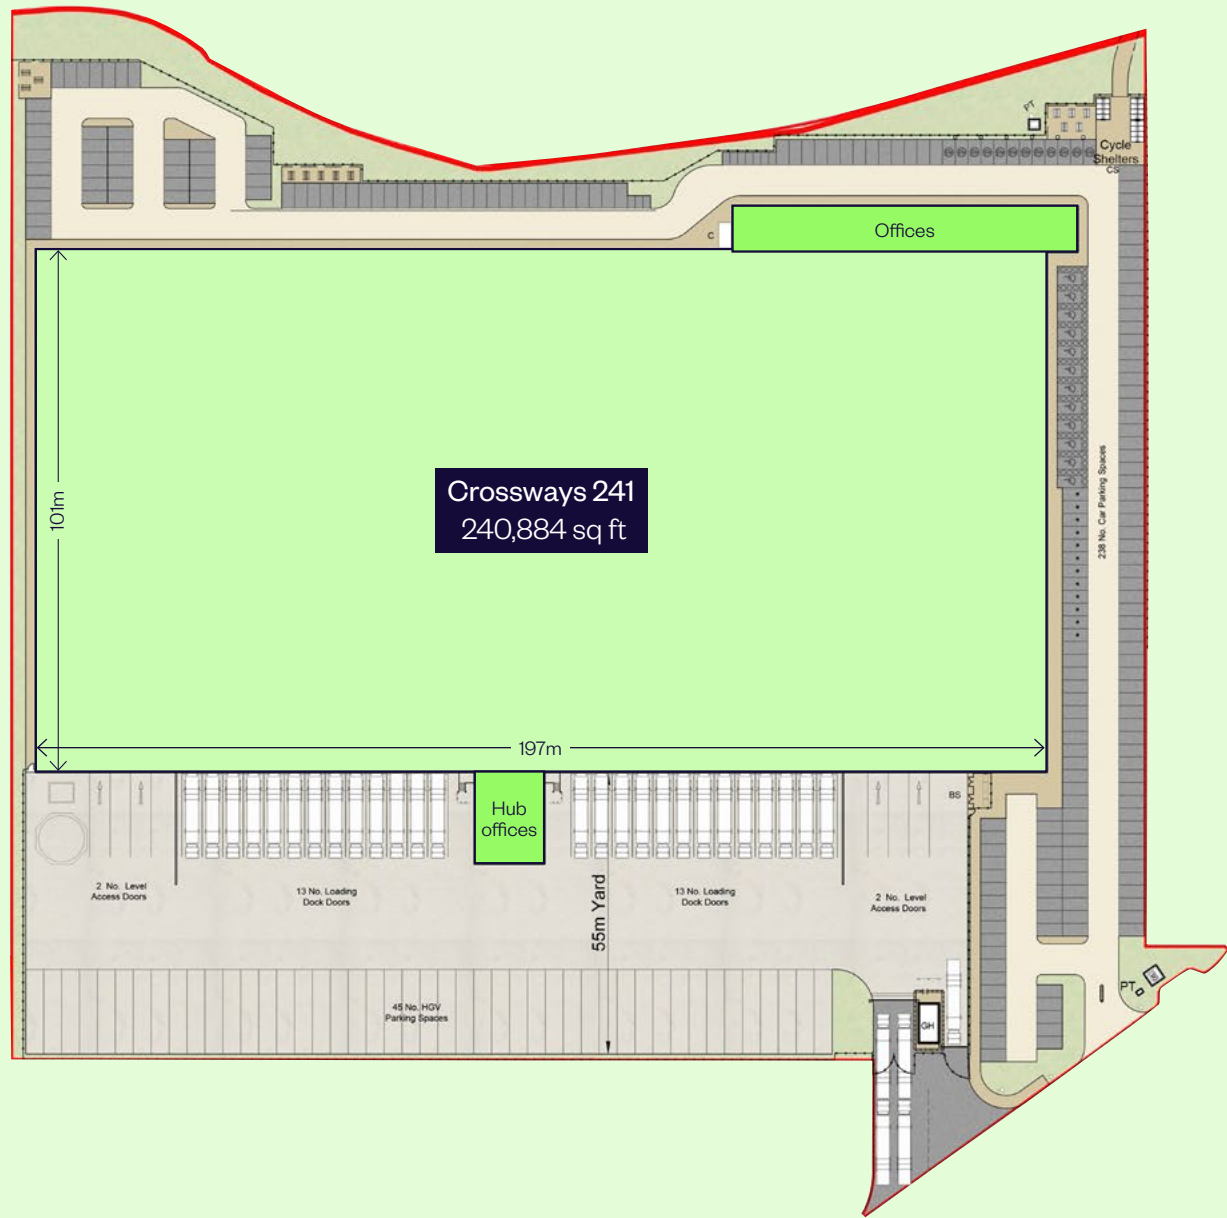 PT
Cycle
Shelters
CS
C
Offices
101m
Crossways 241
240,884 sq ft
238 No. Car Parking Spaces
197m
Hub
offices
BS
2 No. Level
Access Doors
13 No. Loading
Dock Doors
55m Yard
13 No. Loading
Dock Doors
2 No. Level
Access Doors
45 No. HGV
Parking Spaces
GH
PT